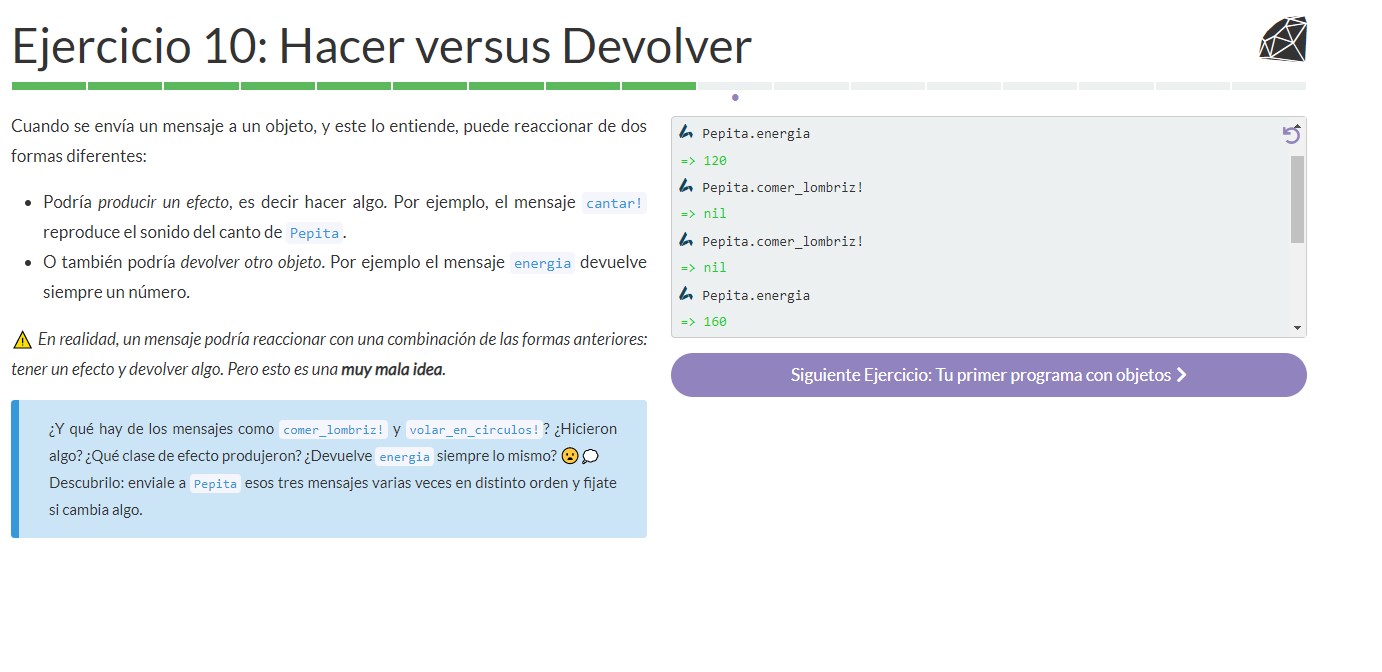 Ejercicio 10: Hacer versus Devolver
Cuando se envía un mensaje a un objeto, y este lo entiende, puede reaccionar de dos
formas diferentes:
• Podría producir un efecto, es decir hacer algo. Por ejemplo, el mensaje cantar!
reproduce el sonido del canto de Pepita.
• O también podría devolver otro objeto. Por ejemplo el mensaje energia devuelve
siempre un número.
⚠️ En realidad, un mensaje podría reaccionar con una combinación de las formas anteriores:
tener un efecto y devolver algo. Pero esto es una muy mala idea.
¿Y qué hay de los mensajes como comer_lombriz! y volar_en_circulos!? ¿Hicieron
algo? ¿Qué clase de efecto produjeron? ¿Devuelve energia siempre lo mismo? 😮💭
Descubrilo: enviale a Pepita esos tres mensajes varias veces en distinto orden y fijate
si cambia algo.
Pepita.energia
=> 120
Pepita.comer_lombriz!
=> nil
Pepita.comer_lombriz!
=> nil
Pepita.energia
=> 160
Siguiente Ejercicio: Tu primer programa con objetos